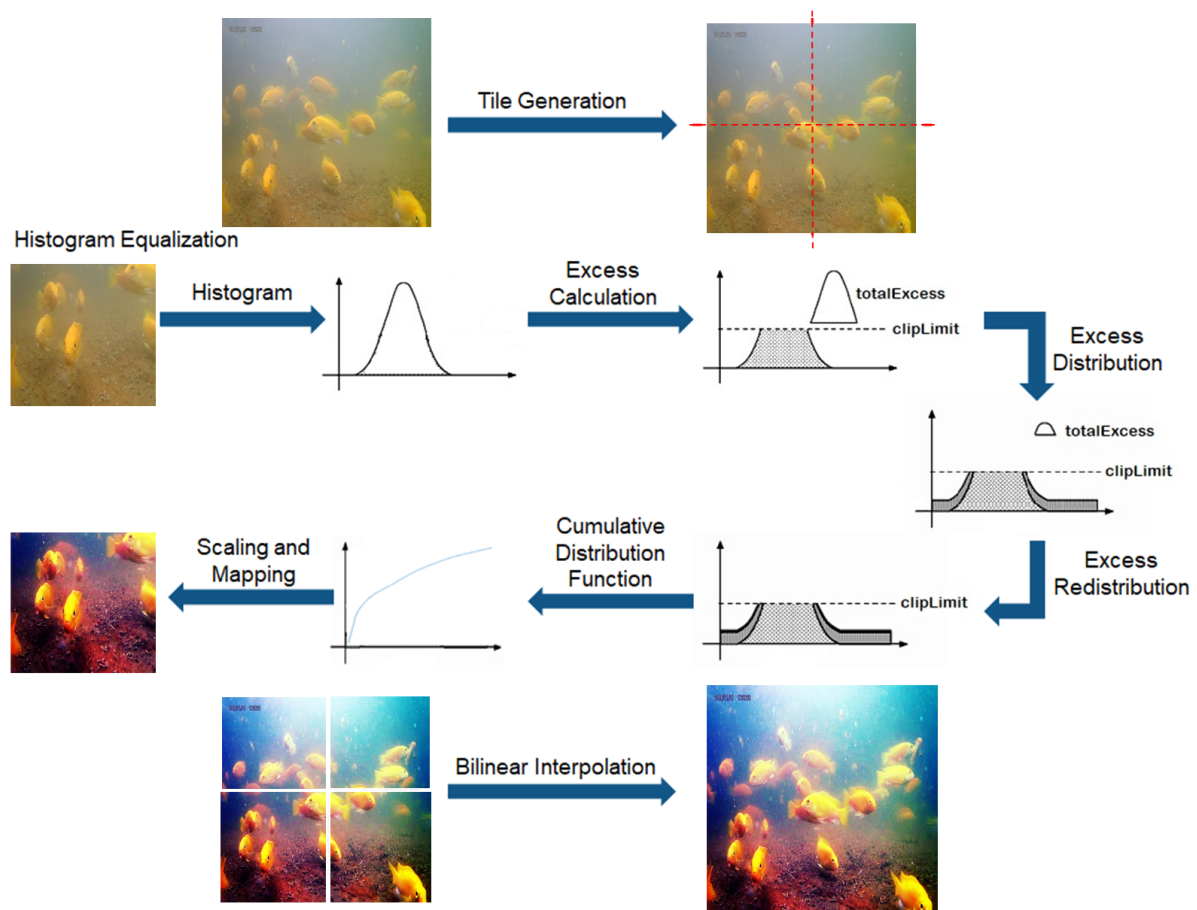 Tile Generation
Histogram Equalization
Histogram
Excess
Calculation
totalExcess
clipLimit
Excess
Distribution
totalExcess
clipLimit
Scaling and
Mapping
Cumulative
Distribution
Function
clipLimit
Excess
Redistribution
Bilinear Interpolation